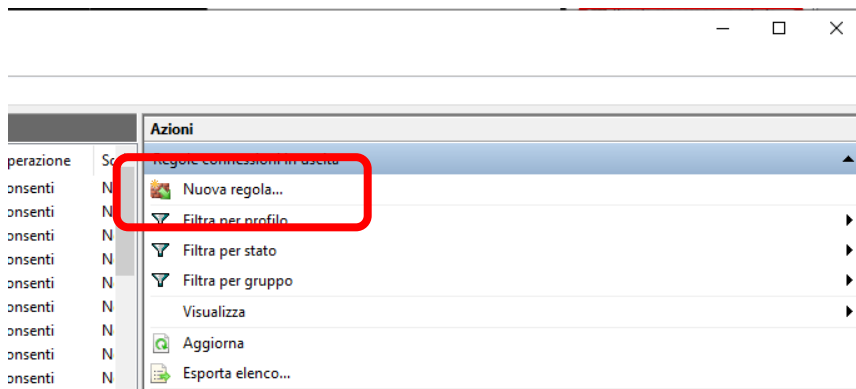 Azioni
perazione
Regole connessioni in uscita
onsenti N
Nuova regola...
onsenti N
Filtra per profilo
onsenti N
onsenti N
Filtra per stato
onsenti N
Filtra per gruppo
onsenti N
Visualizza
onsenti N
Aggiorna
onsenti N
Esporta elenco...
onsenti N